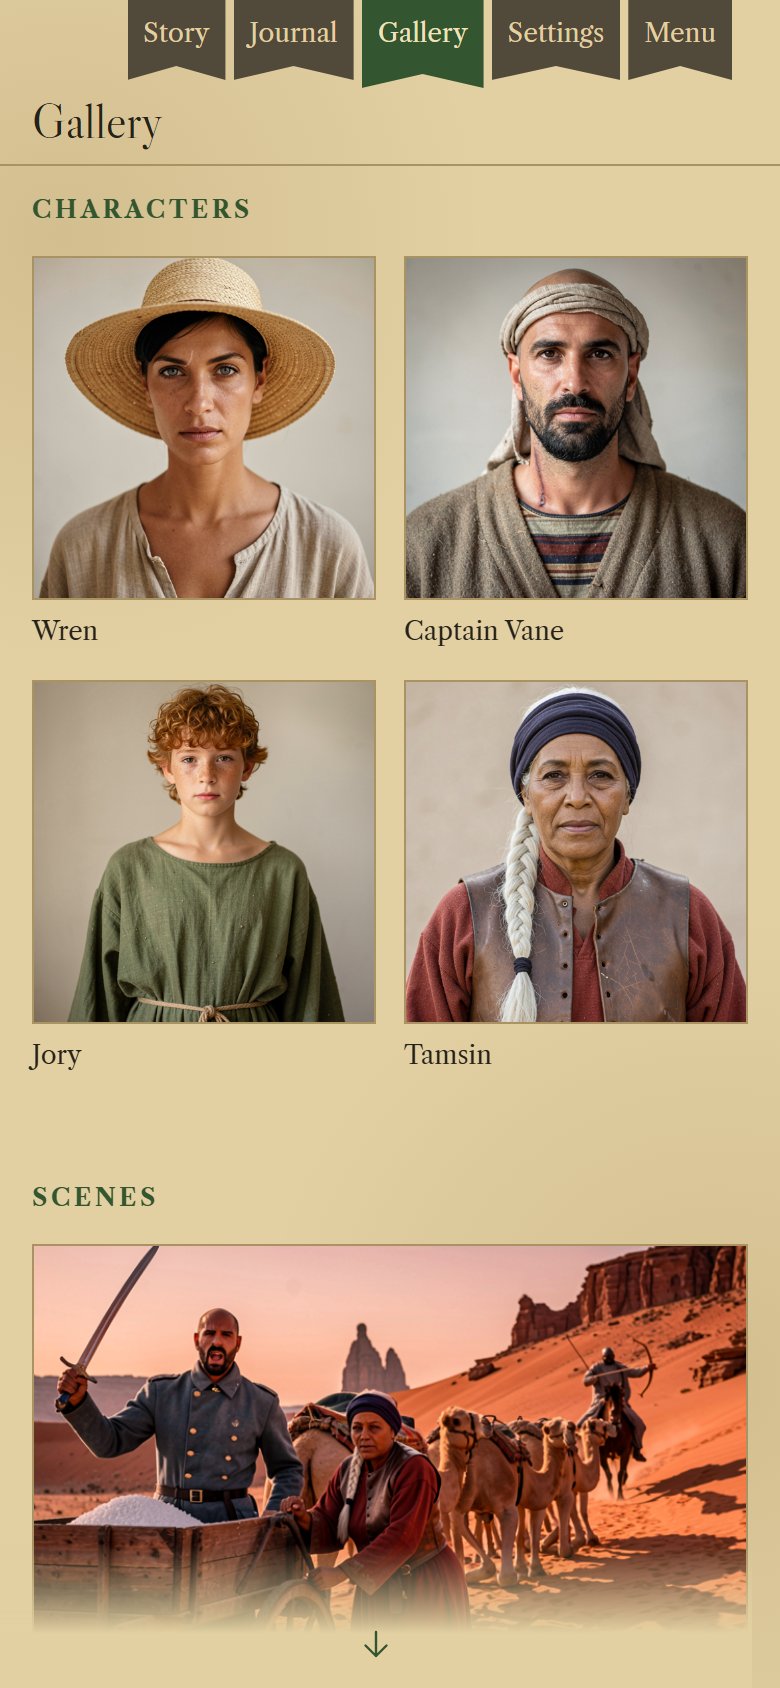 Story Journal Gallery Settings Menu
Gallery
CHARACTERS
Wren Captain Vane
Jory Tamsin
SCENES